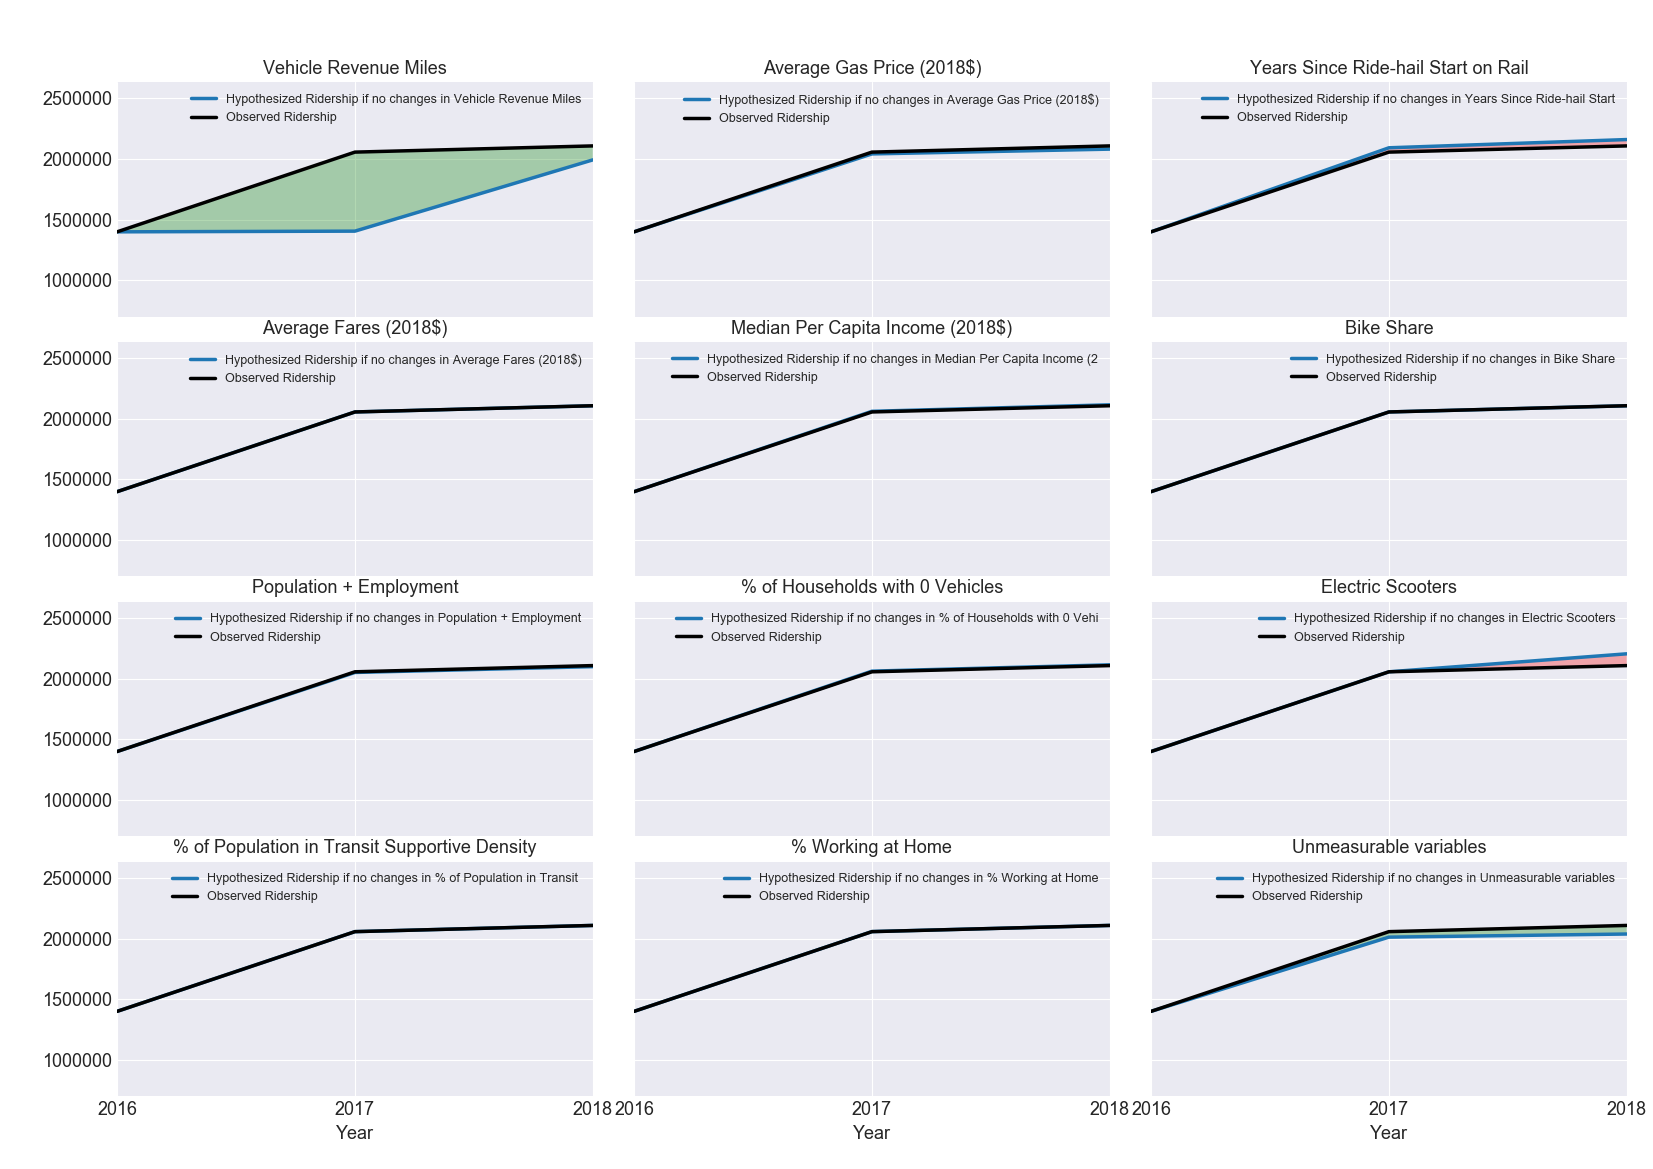 Vehicle Revenue Miles
2500000
2000000
1500000
1000000
Hypothesized Ridership if no changes in Vehicle Revenue Miles
Observed Ridership
Average Gas Price (2018$)
Hypothesized Ridership if no changes in Average Gas Price (2018$)
Observed Ridership
Years Since Ride-hail Start on Rail
Hypothesized Ridership if no changes in Years Since Ride-hail Start
Observed Ridership
Average Fares (2018$)
2500000
2000000
1500000
1000000
Hypothesized Ridership if no changes in Average Fares (2018$)
Observed Ridership
Median Per Capita Income (2018$)
Hypothesized Ridership if no changes in Median Per Capita Income (2
Observed Ridership
Bike Share
Hypothesized Ridership if no changes in Bike Share
Observed Ridership
Population + Employment
2500000
2000000
1500000
1000000
Hypothesized Ridership if no changes in Population + Employment
Observed Ridership
% of Households with 0 Vehicles
Hypothesized Ridership if no changes in % of Households with 0 Vehi
Observed Ridership
Electric Scooters
Hypothesized Ridership if no changes in Electric Scooters
Observed Ridership
% of Population in Transit Supportive Density
2500000
2000000
1500000
1000000
Hypothesized Ridership if no changes in % of Population in Transit
Observed Ridership
2016 2017 2018
Year
% Working at Home
Hypothesized Ridership if no changes in % Working at Home
Observed Ridership
2016 2017 2018
Year
Unmeasurable variables
Hypothesized Ridership if no changes in Unmeasurable variables
Observed Ridership
2016 2017 2018
Year